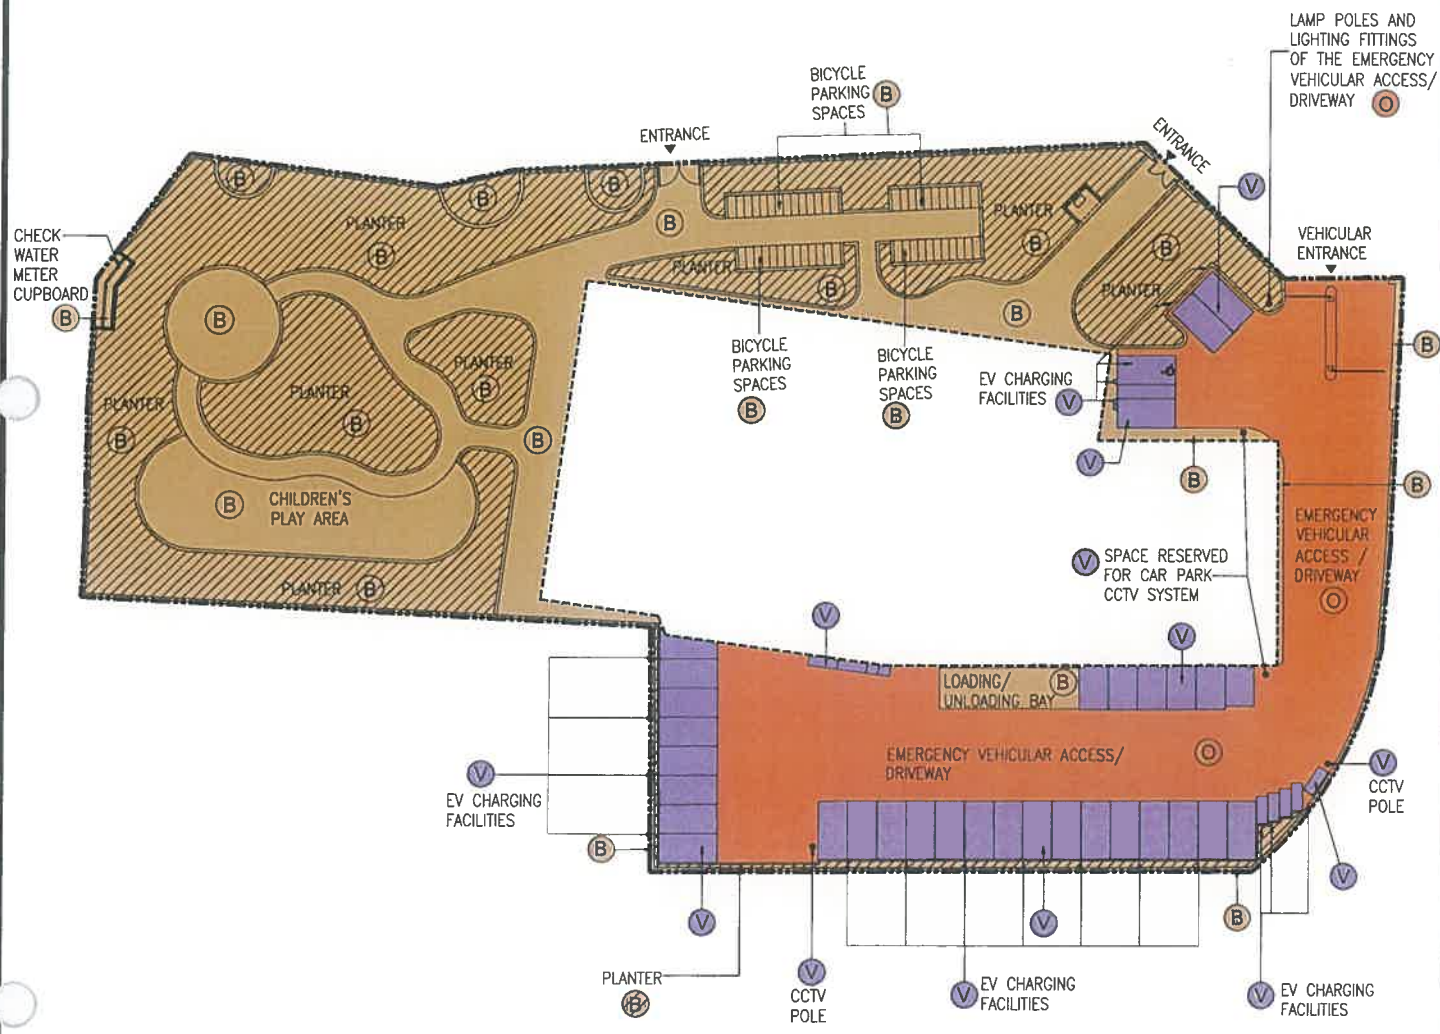 LAMP POLES AND
LIGHTING FITTINGS
OF THE EMERGENCY
VEHICULAR ACCESS/
DRIVEWAY O
BICYCLE
PARKING B
SPACES
ENTRANCE
ENTRANCE
V
B
B
B
PLANTER
B
B
PLANTER
B
B
CHECK
WATER
METER
CUPBOARD
B
VEHICULAR
ENTRANCE
PLANTER
B
PLANTER
B
B
B
BICYCLE
PARKING
SPACES
B
BICYCLE
PARKING
SPACES
B
EV CHARGING
FACILITIES V
B
PLANTER
B
PLANTER
B
PLANTER
B
B
V
B
B
B
CHILDREN'S
PLAY AREA
EMERGENCY
VEHICULAR
ACCESS /
DRIVEWAY
O
V SPACE RESERVED
FOR CAR PARK
CCTV SYSTEM
PLANTER B
V
V
LOADING/ B
UNLOADING BAY
EMERGENCY VEHICULAR ACCESS/
DRIVEWAY
O
V
EV CHARGING
FACILITIES
V
CCTV
POLE
B
V
V
V
B
PLANTER
B
V
CCTV
POLE
V EV CHARGING
FACILITIES
V EV CHARGING
FACILITIES